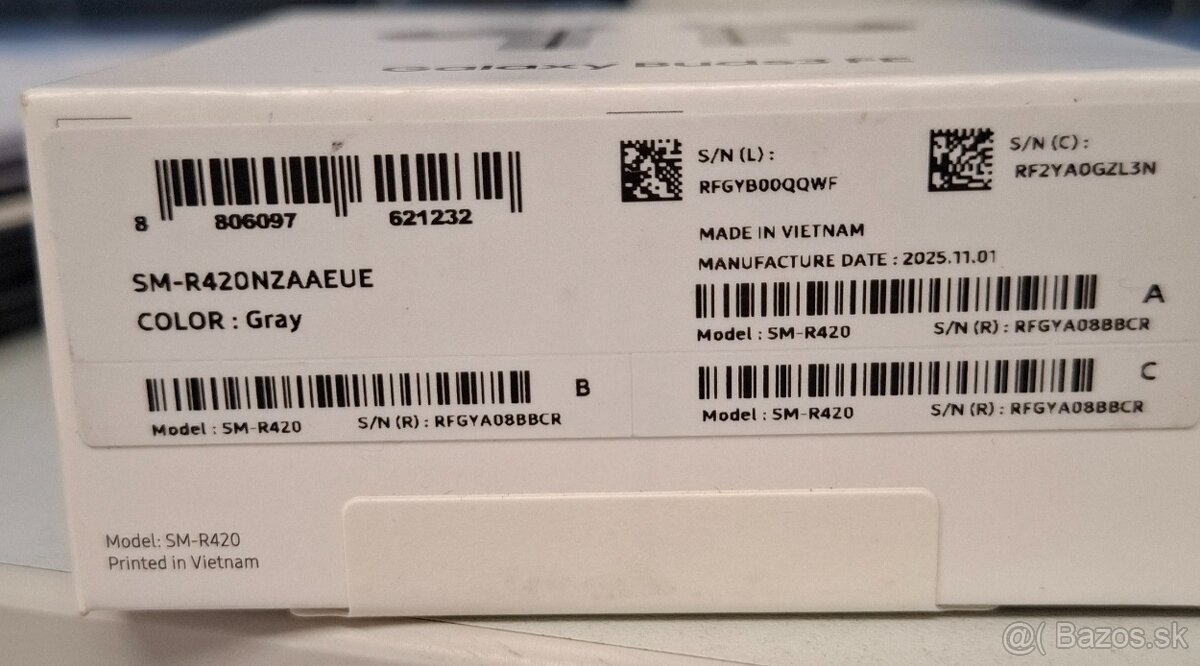 Galaxy Buds3 FE
8 806097 621232
SM-R420NZAAEUE
COLOR : Gray
S/N (L) :
RFGYB00QQWF
S/N (C) :
RF2YA0GZL3N
MADE IN VIETNAM
MANUFACTURE DATE : 2025.11.01
A
Model : SM-R420 S/N (R) : RFGYA08BBCR
B
Model : SM-R420 S/N (R) : RFGYA08BBCR
C
Model : SM-R420 S/N (R) : RFGYA08BBCR
Model: SM-R420
Printed in Vietnam
@( Bazos.sk